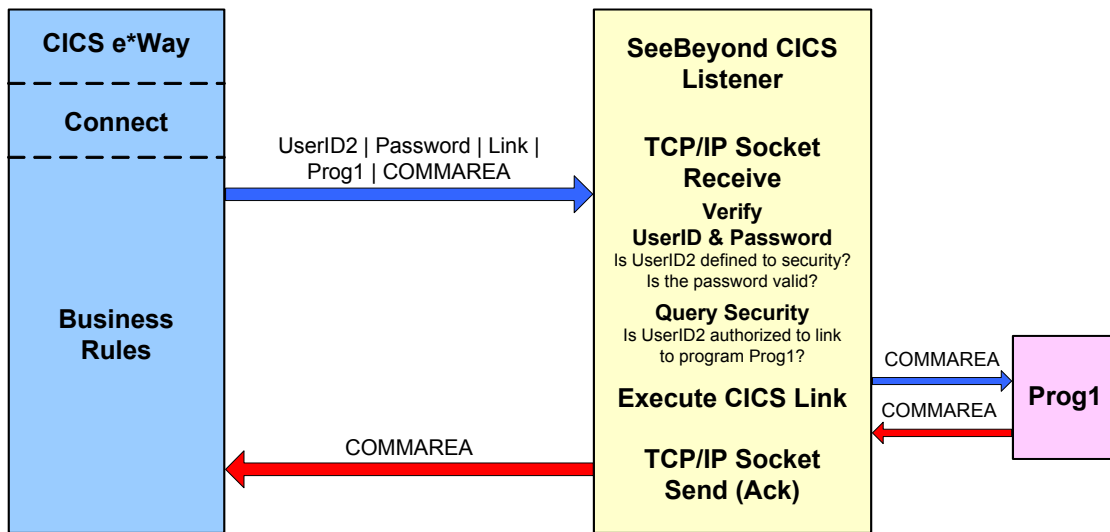 CICS e*Way
Connect
Business
Rules
UserID2 | Password | Link |
Prog1 | COMMAREA
COMMAREA
SeeBeyond CICS
Listener
TCP/IP Socket
Receive
Verify
UserID & Password
Is UserID2 defined to security?
Is the password valid?
Query Security
Is UserID2 authorized to link
to program Prog1?
Execute CICS Link
TCP/IP Socket
Send (Ack)
COMMAREA
COMMAREA
Prog1